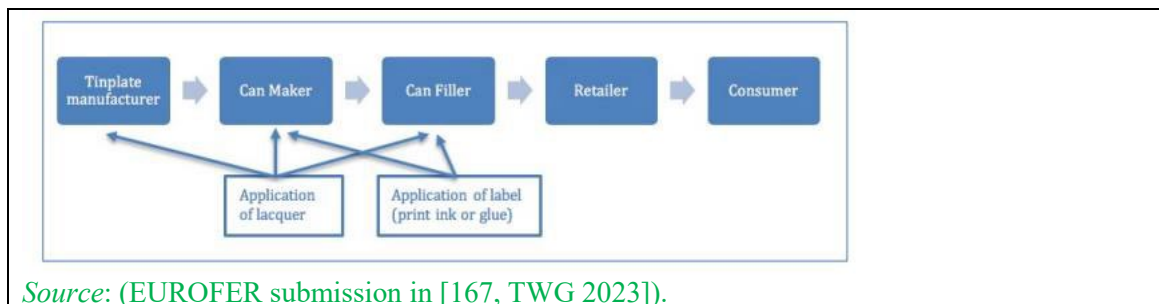 Tinplate
manufacturer
Can Maker
Can Filler
Retailer
Consumer
Application
of lacquer
Application of label
(print ink or glue)
Source: (EUROFER submission in [167, TWG 2023]).